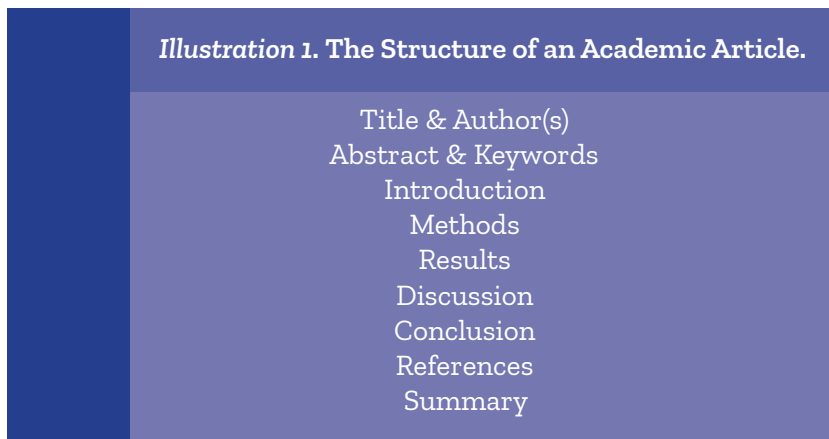 Illustration 1. The Structure of an Academic Article.
Title & Author(s)
Abstract & Keywords
Introduction
Methods
Results
Discussion
Conclusion
References
Summary